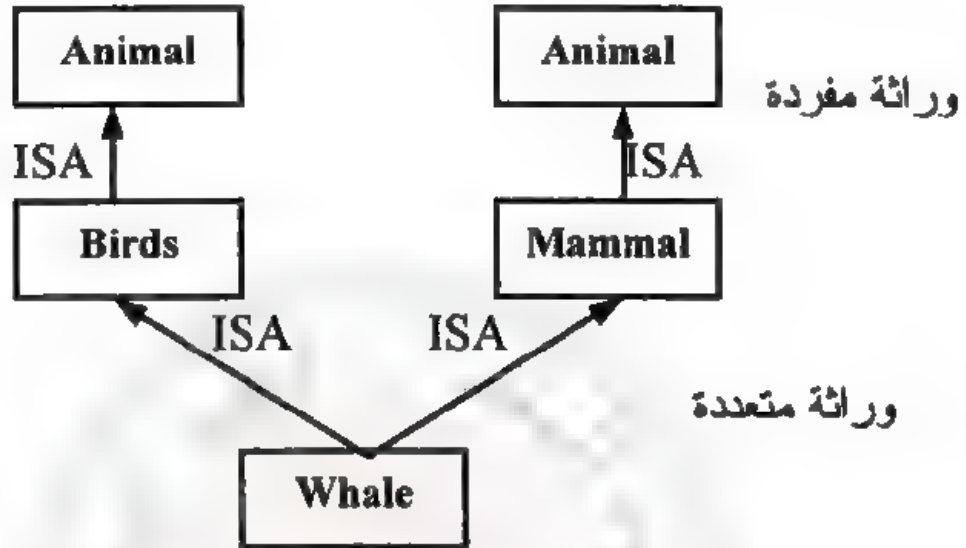 Animal Animal
وراثة مفردة
ISA ISA
Birds Mammal
ISA ISA
وراثة متعددة
Whale